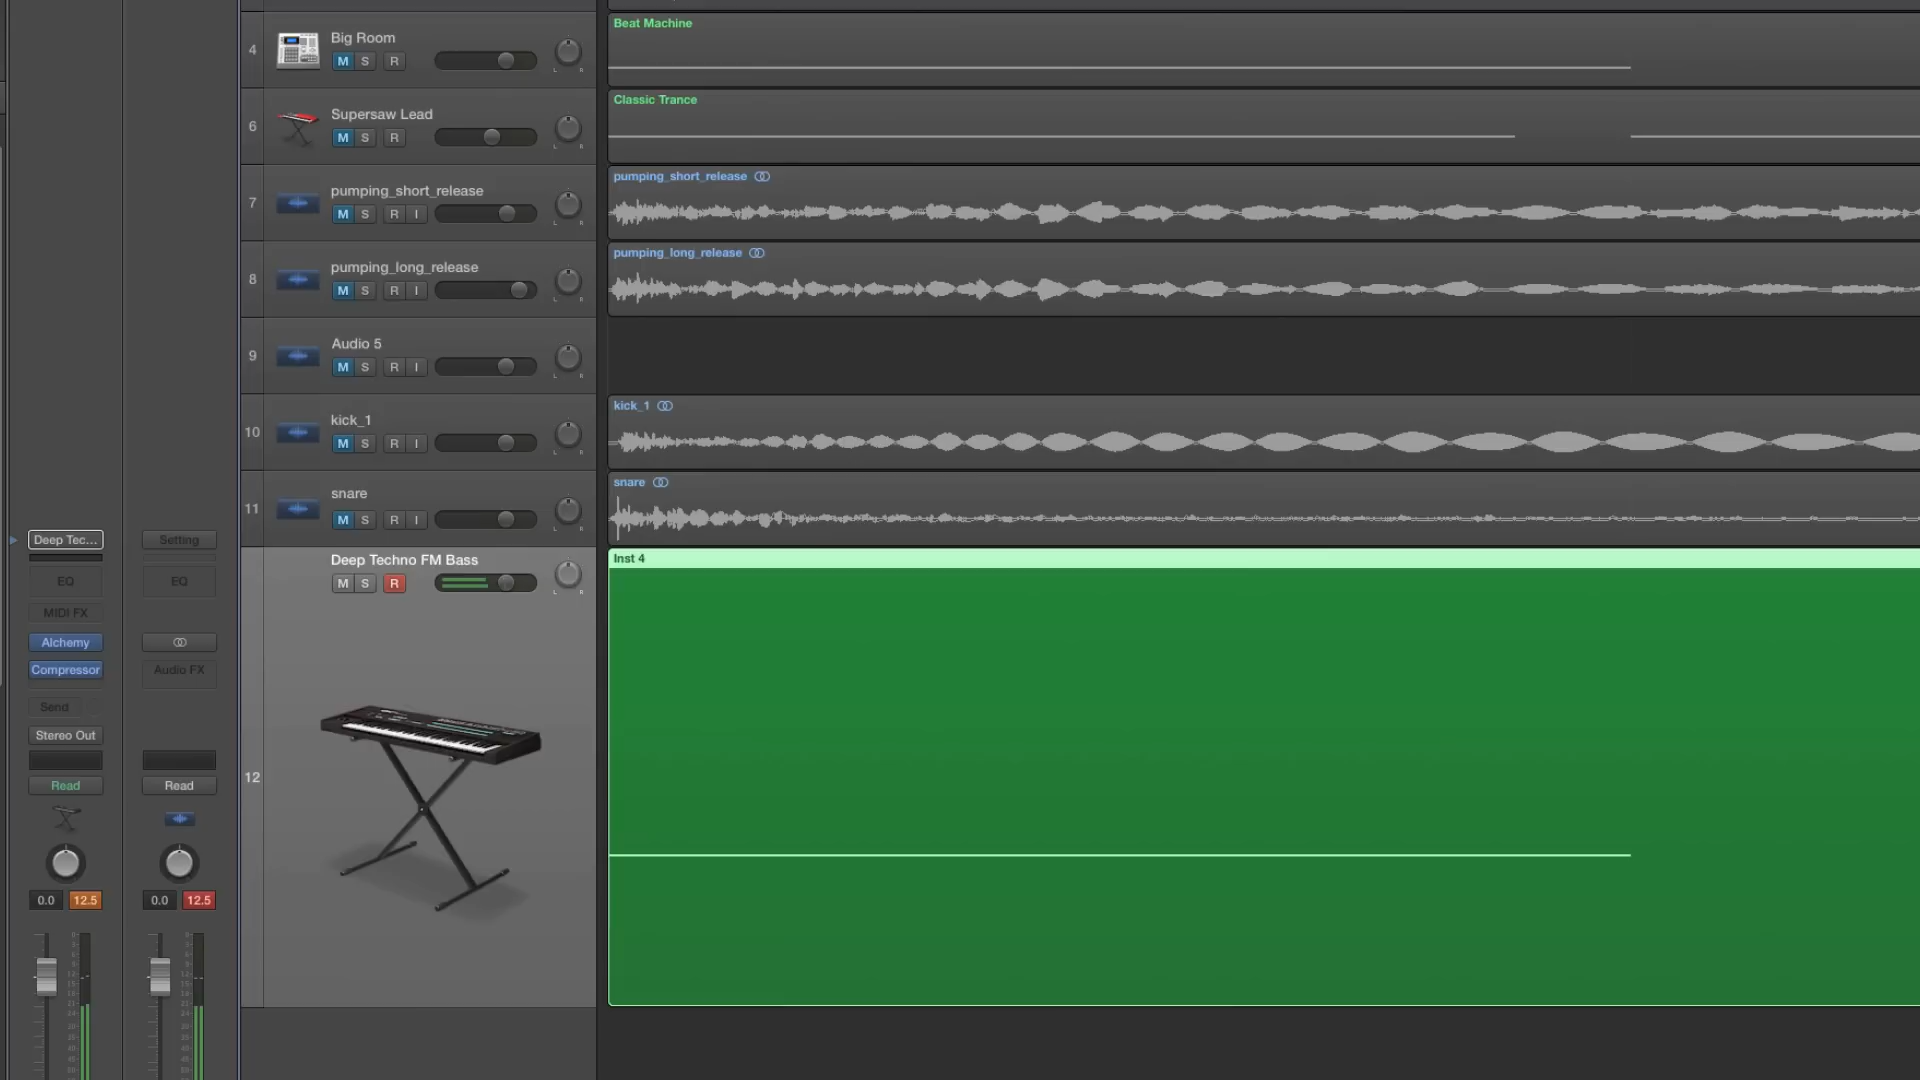 Beat Machine
4 Big Room
M S R
L R
Classic Trance
6 Supersaw Lead
M S R
L R
pumping_short_release
7 pumping_short_release
M S R I
L R
pumping_long_release
8 pumping_long_release
M S R I
L R
9 Audio 5
M S R I
L R
kick_1
10 kick_1
M S R I
L R
snare
11 snare
M S R I
L R
Deep Techno FM Bass
M S R
L R
12
Inst 4
Deep Tec...
EQ
MIDI FX
Alchemy
Compressor
Send
Stereo Out
Read
0.0 12.5
Setting
EQ
Audio FX
Read
0.0 12.5